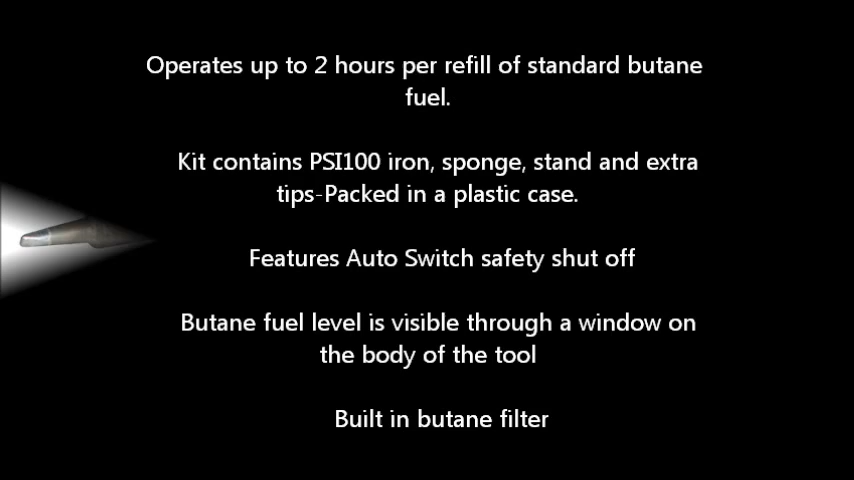 Operates up to 2 hours per refill of standard butane
fuel.
Kit contains PSI100 iron, sponge, stand and extra
tips-Packed in a plastic case.
Features Auto Switch safety shut off
Butane fuel level is visible through a window on
the body of the tool
Built in butane filter